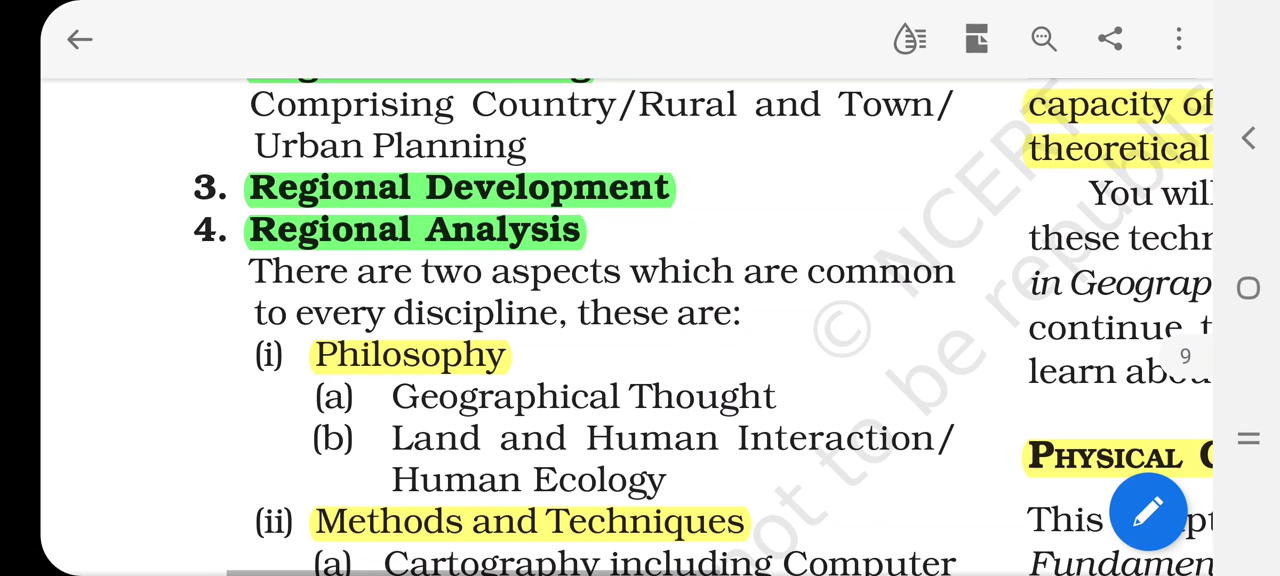 Comprising Country/Rural and Town/
Urban Planning
3. Regional Development
4. Regional Analysis
There are two aspects which are common
to every discipline, these are:
(i) Philosophy
(a) Geographical Thought
(b) Land and Human Interaction/
Human Ecology
(ii) Methods and Techniques
(a) Cartography including Computer
capacity of
theoretical
You wil
these techn
in Geograp
continue t
learn abou
9
PHYSICAL
This
Fundamen
© NCERT
not to be republis